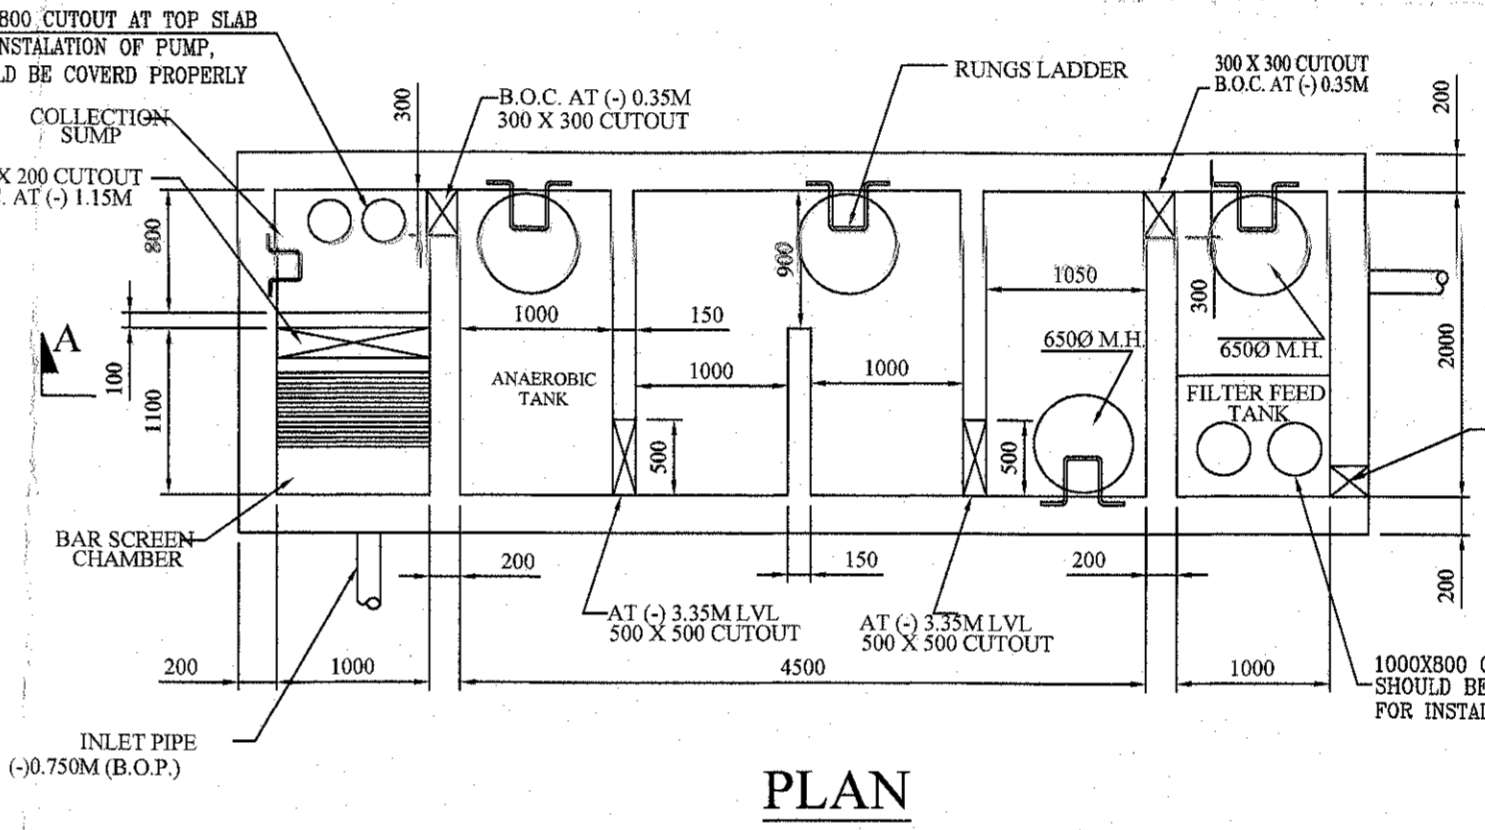 800 CUTOUT AT TOP SLAB
NSTALATION OF PUMP,
LD BE COVERD PROPERLY
COLLECTION
SUMP
X 200 CUTOUT
. AT (-) 1.15M
300
B.O.C. AT (-) 0.35M
300 X 300 CUTOUT
RUNGS LADDER
300 X 300 CUTOUT
B.O.C. AT (-) 0.35M
200
800
900
1050
300
A
1000
150
650Ø M.H.
650Ø M.H.
2000
100
1100
ANAEROBIC
TANK
1000
1000
FILTER FEED
TANK
500
500
BAR SCREEN
CHAMBER
200
150
200
200
AT (-) 3.35M LVL
500 X 500 CUTOUT
AT (-) 3.35M LVL
500 X 500 CUTOUT
200
1000
4500
1000
1000X800
SHOULD BE
FOR INSTAL
INLET PIPE
(-)0.750M (B.O.P.)
PLAN